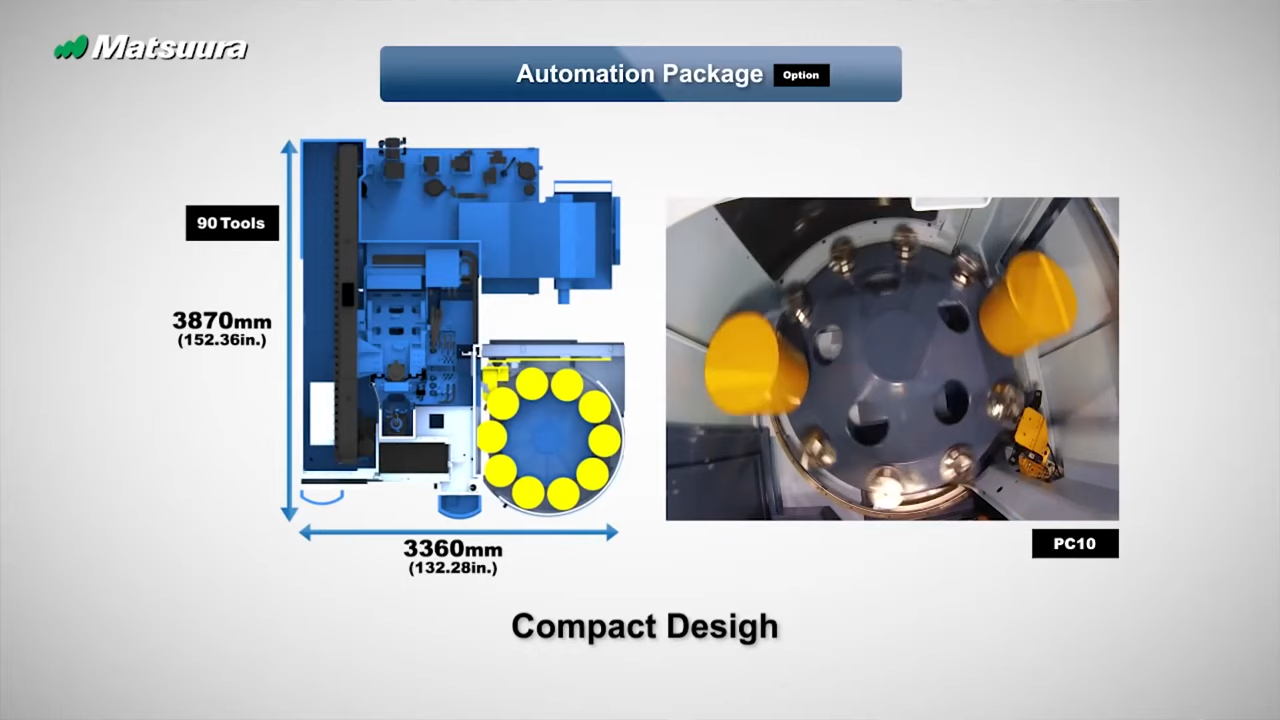 Matsuura
Automation Package Option
90 Tools
3870mm
(152.36in.)
3360mm
(132.28in.)
PC10
Compact Desigh